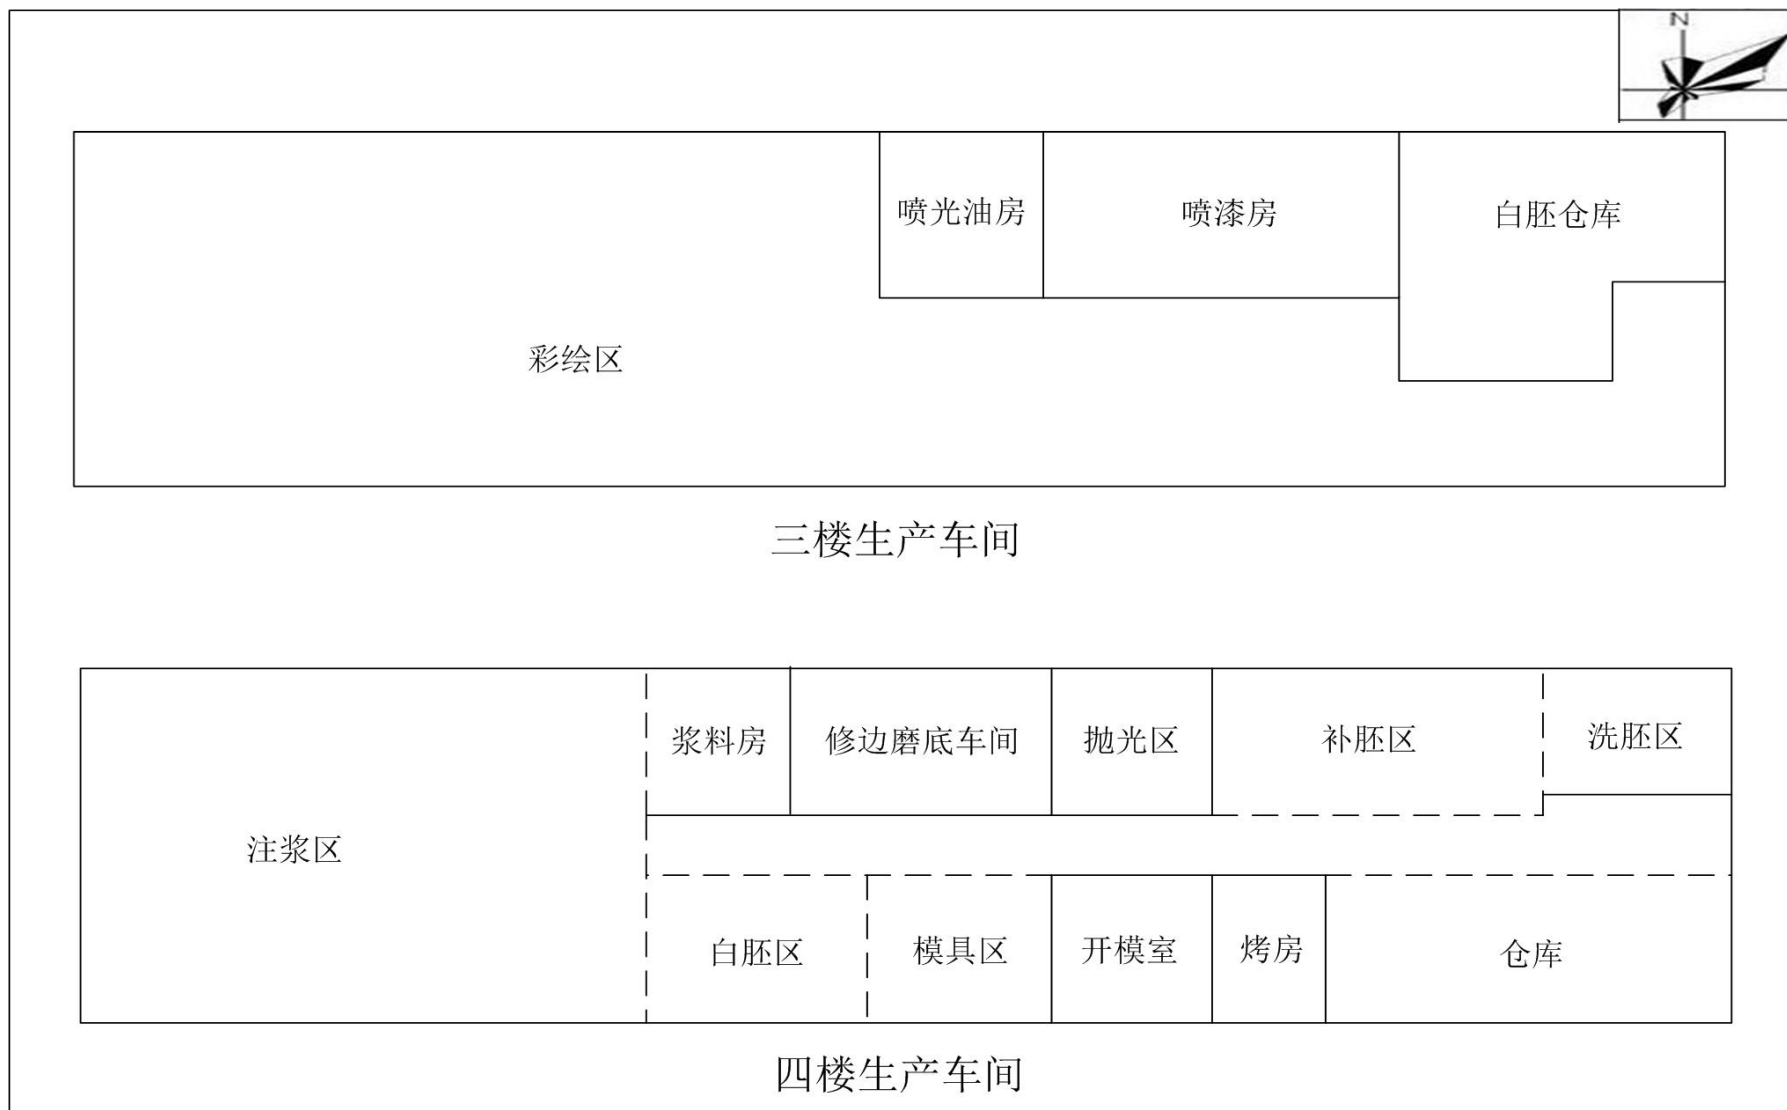 N
喷光油房
喷漆房
白胚仓库
彩绘区
三楼生产车间
浆料房
修边磨底车间
抛光区
补胚区
洗胚区
注浆区
白胚区
模具区
开模室
烤房
仓库
四楼生产车间